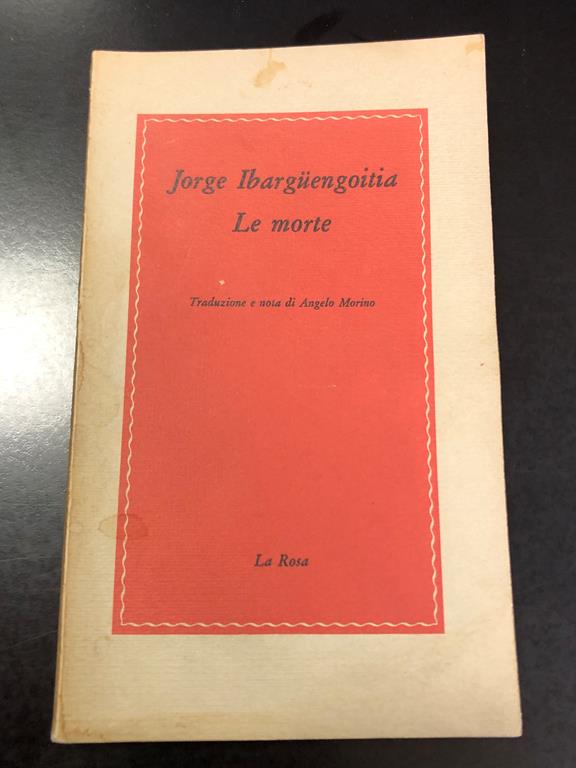 Jorge Ibargüengoitia
Le morte
Traduzione e nota di Angelo Morino
La Rosa